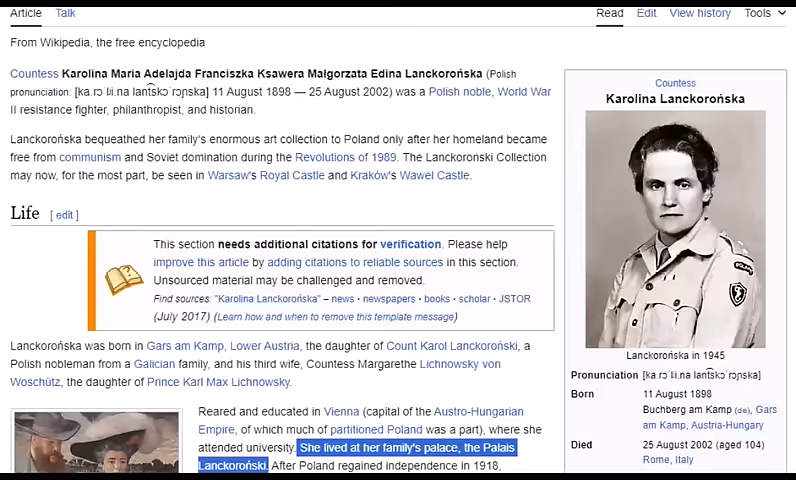 Article Talk Read Edit View history Tools
From Wikipedia, the free encyclopedia
Countess Karolina Maria Adelajda Franciszka Ksawera Małgorzata Edina Lanckorońska (Polish
pronunciation: [ka.rɔˈlii.na lant͡skɔˈrɔɲska] 11 August 1898 — 25 August 2002) was a Polish noble, World War
II resistance fighter, philanthropist, and historian.
Lanckorońska bequeathed her family's enormous art collection to Poland only after her homeland became
free from communism and Soviet domination during the Revolutions of 1989. The Lanckoronski Collection
may now, for the most part, be seen in Warsaw's Royal Castle and Kraków's Wawel Castle.
Life [ edit ]
This section needs additional citations for verification. Please help
improve this article by adding citations to reliable sources in this section.
Unsourced material may be challenged and removed.
Find sources: "Karolina Lanckorońska" – news · newspapers · books · scholar · JSTOR
(July 2017) (Learn how and when to remove this template message)
Lanckorońska was born in Gars am Kamp, Lower Austria, the daughter of Count Karol Lanckoroński, a
Polish nobleman from a Galician family, and his third wife, Countess Margarethe Lichnowsky von
Woschütz, the daughter of Prince Karl Max Lichnowsky.
Reared and educated in Vienna (capital of the Austro-Hungarian
Empire, of which much of partitioned Poland was a part), where she
attended university. She lived at her family's palace, the Palais
Lanckoroński. After Poland regained independence in 1918,
Countess
Karolina Lanckorońska
POLAND
Lanckorońska in 1945
Pronunciation [ka.rɔˈlii.na lant͡skɔˈrɔɲska]
Born 11 August 1898
Buchberg am Kamp (de), Gars
am Kamp, Austria-Hungary
Died 25 August 2002 (aged 104)
Rome, Italy